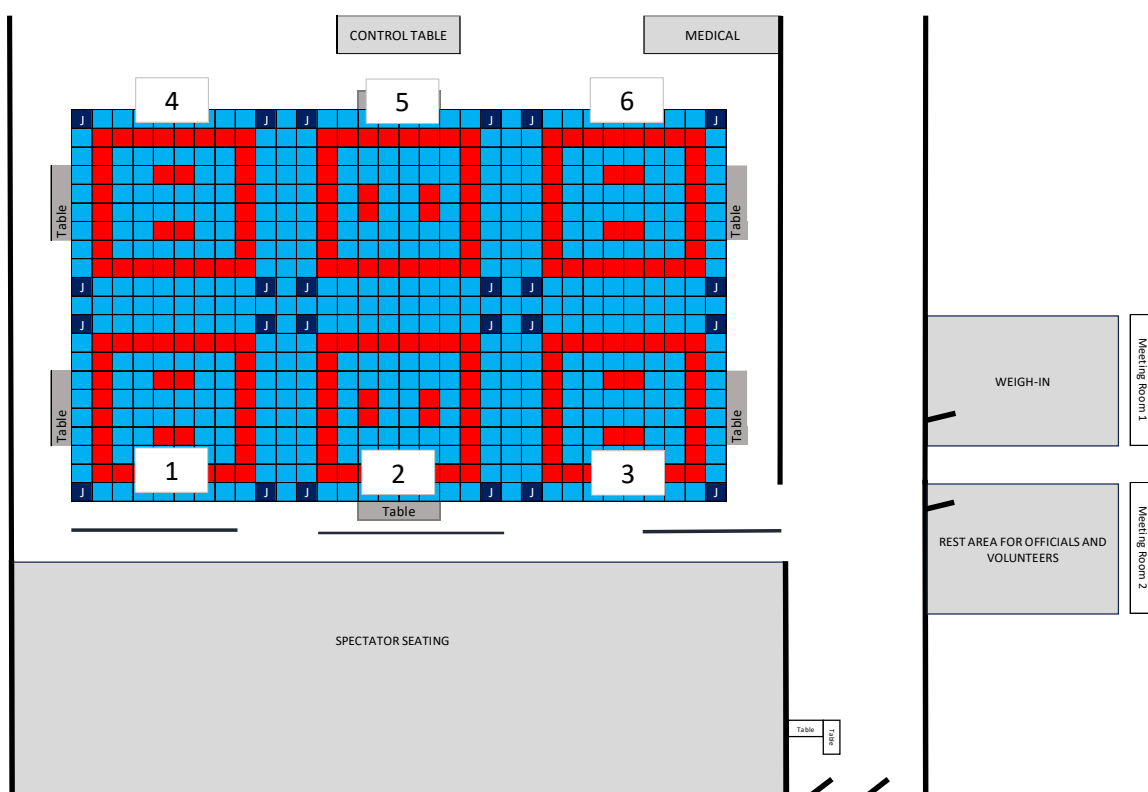 CONTROL TABLE
MEDICAL
4
5
6
J J J J J J
Table
Table
J J J J J J
J J J J J J
Table
Table
1
2
3
J J J J J J
Table
WEIGH-IN
Meeting Room 1
REST AREA FOR OFFICIALS AND
VOLUNTEERS
Meeting Room 2
SPECTATOR SEATING
Table
Table